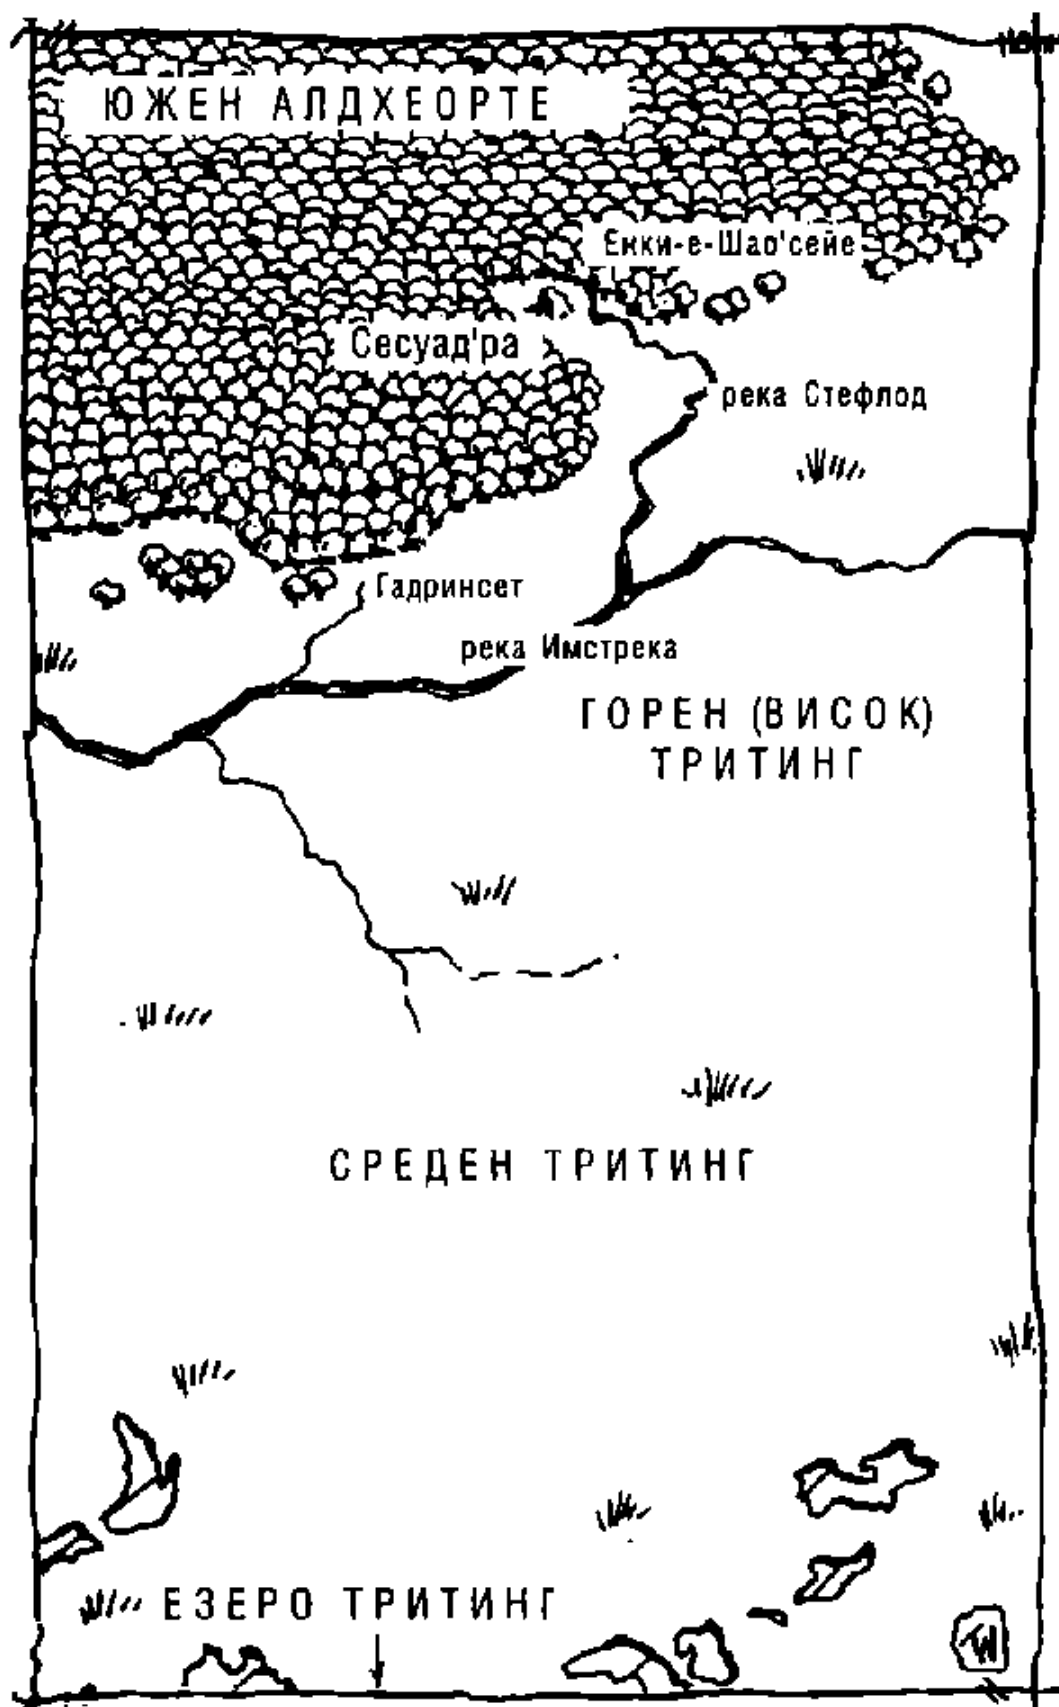 ЮЖЕН АЛДХЕОРТЕ
Енки-е-Шао'сейе
Сесуад'ра
река Стефлод
Гадринсет
река Имстрека
ГОРЕН (ВИСОК)
ТРИТИНГ
СРЕДЕН ТРИТИНГ
ЕЗЕРО ТРИТИНГ